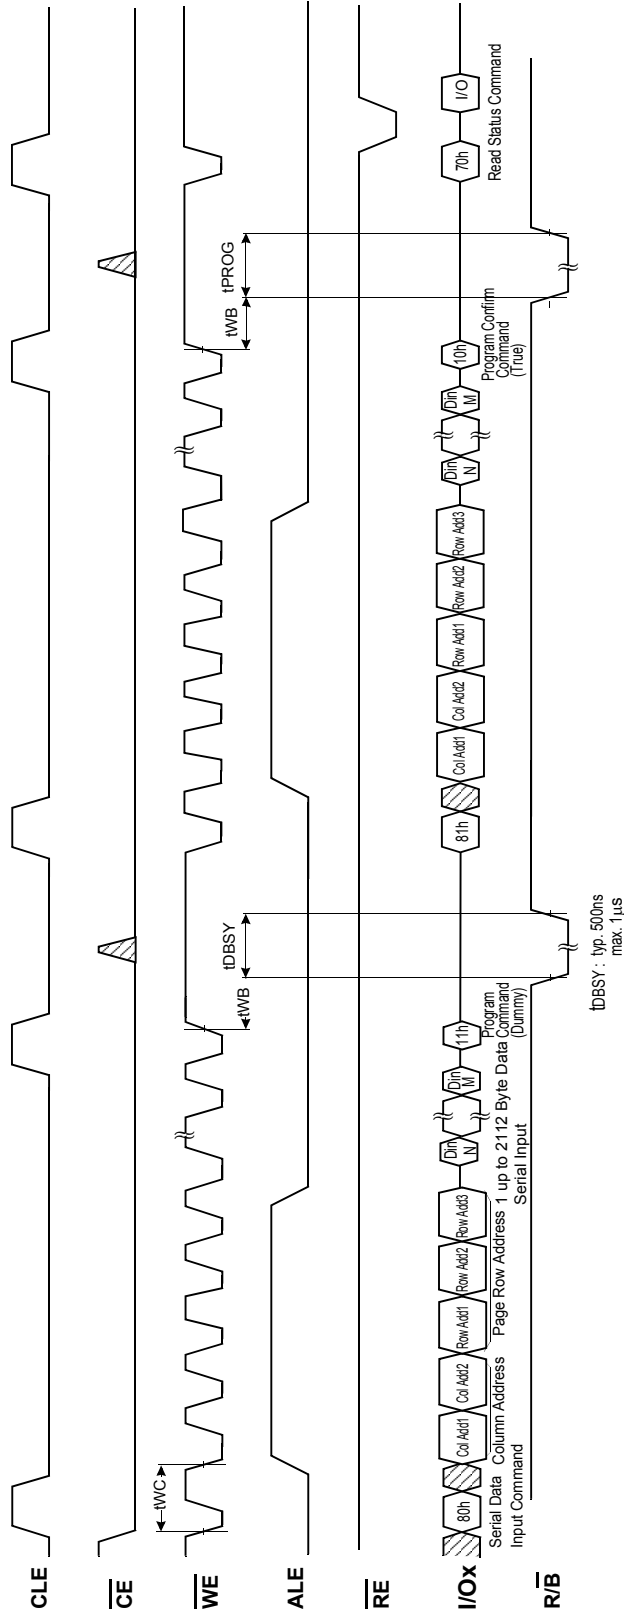 CLE
CE
WE
ALE
RE
I/Ox
R/B
tWC
tWB
tDBSY
tWB
tPROG
80h
Col Add1
Col Add2
Row Add1
Row Add2
Row Add3
Din
N
Din
M
11h
81h
Col Add1
Col Add2
Row Add1
Row Add2
Row Add3
Din
N
Din
M
10h
70h
I/O
Serial Data
Input Command
Column Address
Page Row Address
1 up to 2112 Byte Data
Serial Input
Program
Command
(Dummy)
Program Confirm
Command
(True)
Read Status Command
tDBSY : typ. 500ns
max. 1μs